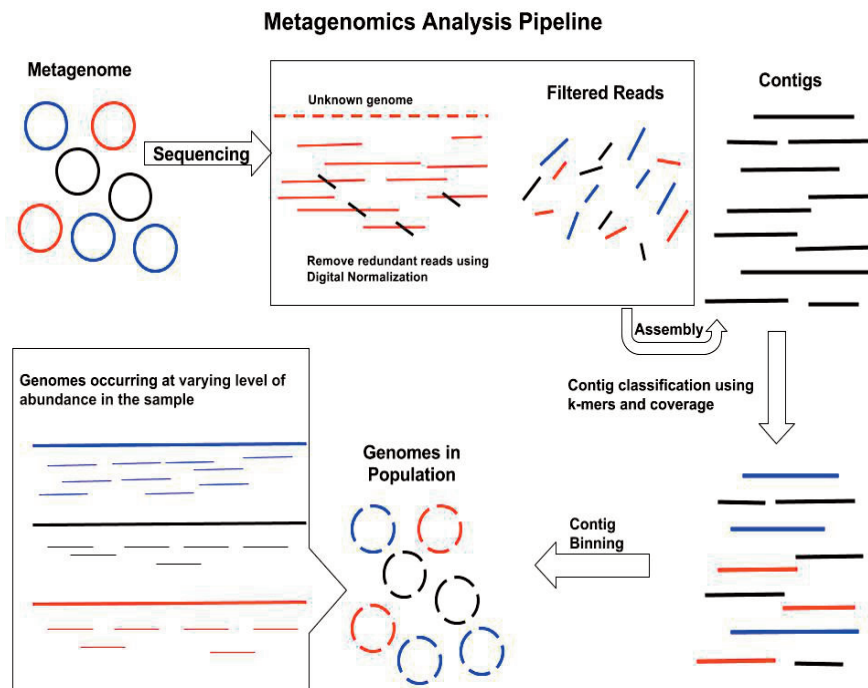 Metagenomics Analysis Pipeline
Metagenome
Sequencing
Unknown genome
Remove redundant reads using
Digital Normalization
Filtered Reads
Contigs
Assembly
Contig classification using
k-mers and coverage
Contig
Binning
Genomes in
Population
Genomes occurring at varying level of
abundance in the sample